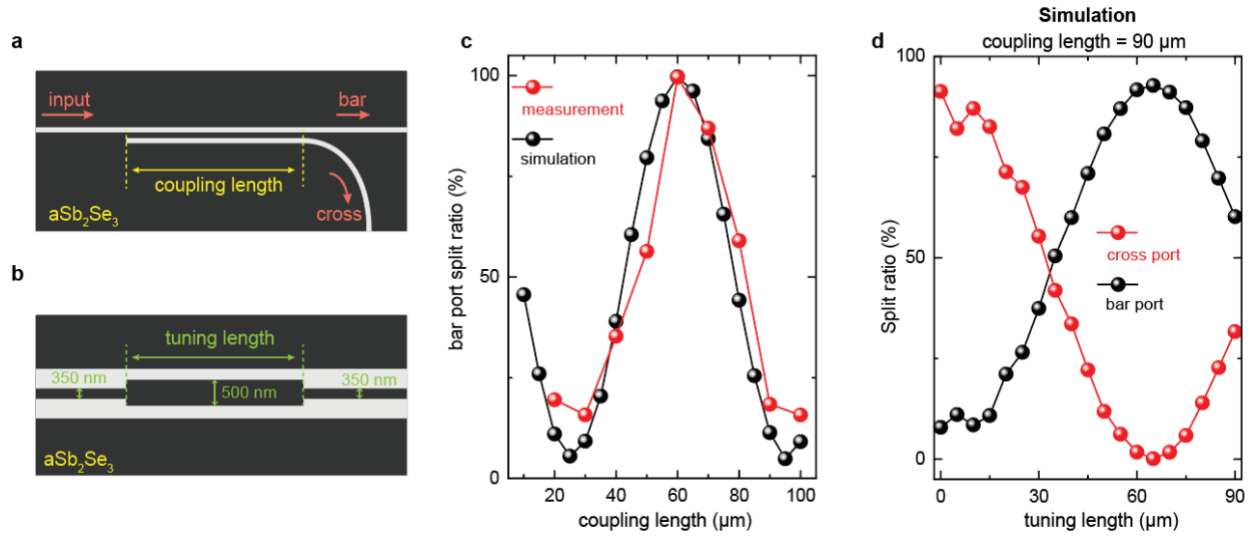 a
input
bar
coupling length
cross
aSb₂Se₃
b
tuning length
350 nm
500 nm
350 nm
aSb₂Se₃
c
100
50
0
bar port split ratio (%)
measurement
simulation
20
40
60
80
100
coupling length (μm)
Simulation
d
coupling length = 90 μm
100
50
0
Split ratio (%)
cross port
bar port
0
30
60
90
tuning length (μm)